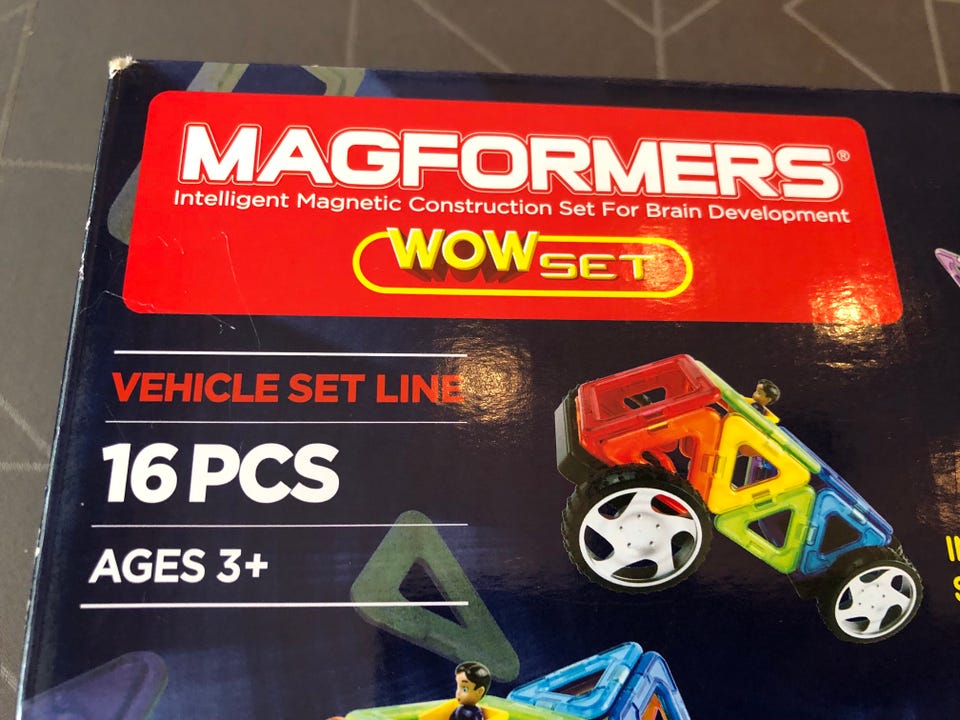 MAGFORMERS®
Intelligent Magnetic Construction Set For Brain Development
WOW SET
VEHICLE SET LINE
16 PCS
AGES 3+